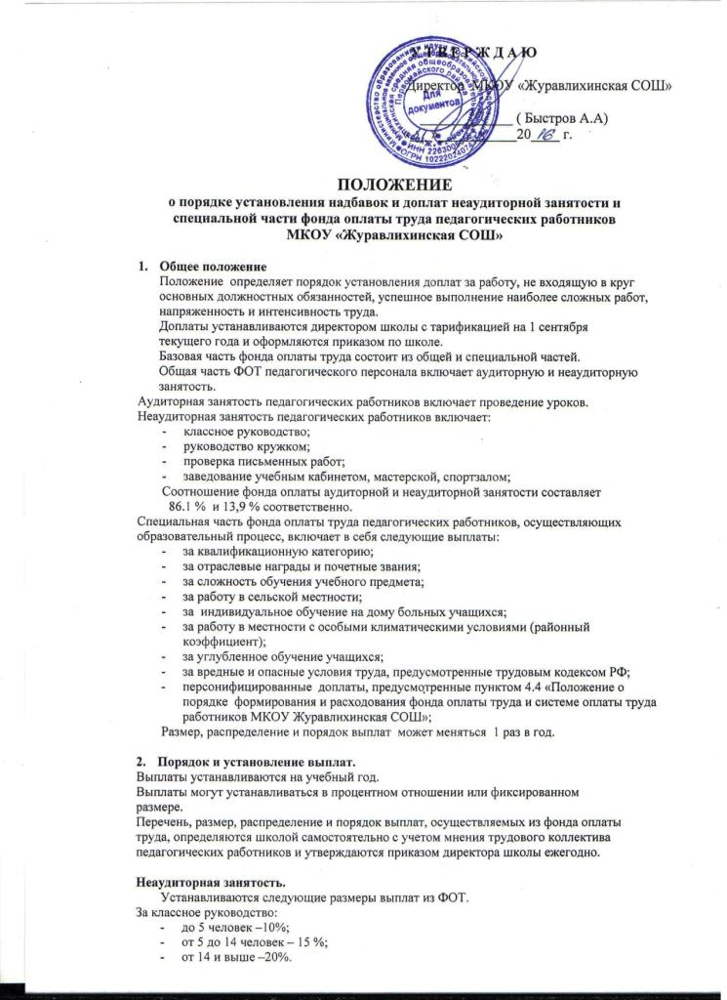 У Т В Е Р Ж Д А Ю
Директор МКОУ «Журавлихинская СОШ»
( Быстров А.А)
20 16 г.
Для
документов
ПОЛОЖЕНИЕ
о порядке установления надбавок и доплат неаудиторной занятости и
специальной части фонда оплаты труда педагогических работников
МКОУ «Журавлихинская СОШ»
1. Общее положение
Положение определяет порядок установления доплат за работу, не входящую в круг
основных должностных обязанностей, успешное выполнение наиболее сложных работ,
напряженность и интенсивность труда.
Доплаты устанавливаются директором школы с тарификацией на 1 сентября
текущего года и оформляются приказом по школе.
Базовая часть фонда оплаты труда состоит из общей и специальной частей.
Общая часть ФОТ педагогического персонала включает аудиторную и неаудиторную
занятость.
Аудиторная занятость педагогических работников включает проведение уроков.
Неаудиторная занятость педагогических работников включает:
- классное руководство;
- руководство кружком;
- проверка письменных работ;
- заведование учебным кабинетом, мастерской, спортзалом;
Соотношение фонда оплаты аудиторной и неаудиторной занятости составляет
86.1 % и 13,9 % соответственно.
Специальная часть фонда оплаты труда педагогических работников, осуществляющих
образовательный процесс, включает в себя следующие выплаты:
- за квалификационную категорию;
- за отраслевые награды и почетные звания;
- за сложность обучения учебного предмета;
- за работу в сельской местности;
- за индивидуальное обучение на дому больных учащихся;
- за работу в местности с особыми климатическими условиями (районный
коэффициент);
- за углубленное обучение учащихся;
- за вредные и опасные условия труда, предусмотренные трудовым кодексом РФ;
- персонифицированные доплаты, предусмотренные пунктом 4.4 «Положение о
порядке формирования и расходования фонда оплаты труда и системе оплаты труда
работников МКОУ Журавлихинская СОШ»;
Размер, распределение и порядок выплат может меняться 1 раз в год.
2. Порядок и установление выплат.
Выплаты устанавливаются на учебный год.
Выплаты могут устанавливаться в процентном отношении или фиксированном
размере.
Перечень, размер, распределение и порядок выплат, осуществляемых из фонда оплаты
труда, определяются школой самостоятельно с учетом мнения трудового коллектива
педагогических работников и утверждаются приказом директора школы ежегодно.
Неаудиторная занятость.
Устанавливаются следующие размеры выплат из ФОТ.
За классное руководство:
- до 5 человек –10%;
- от 5 до 14 человек – 15 %;
- от 14 и выше –20%.